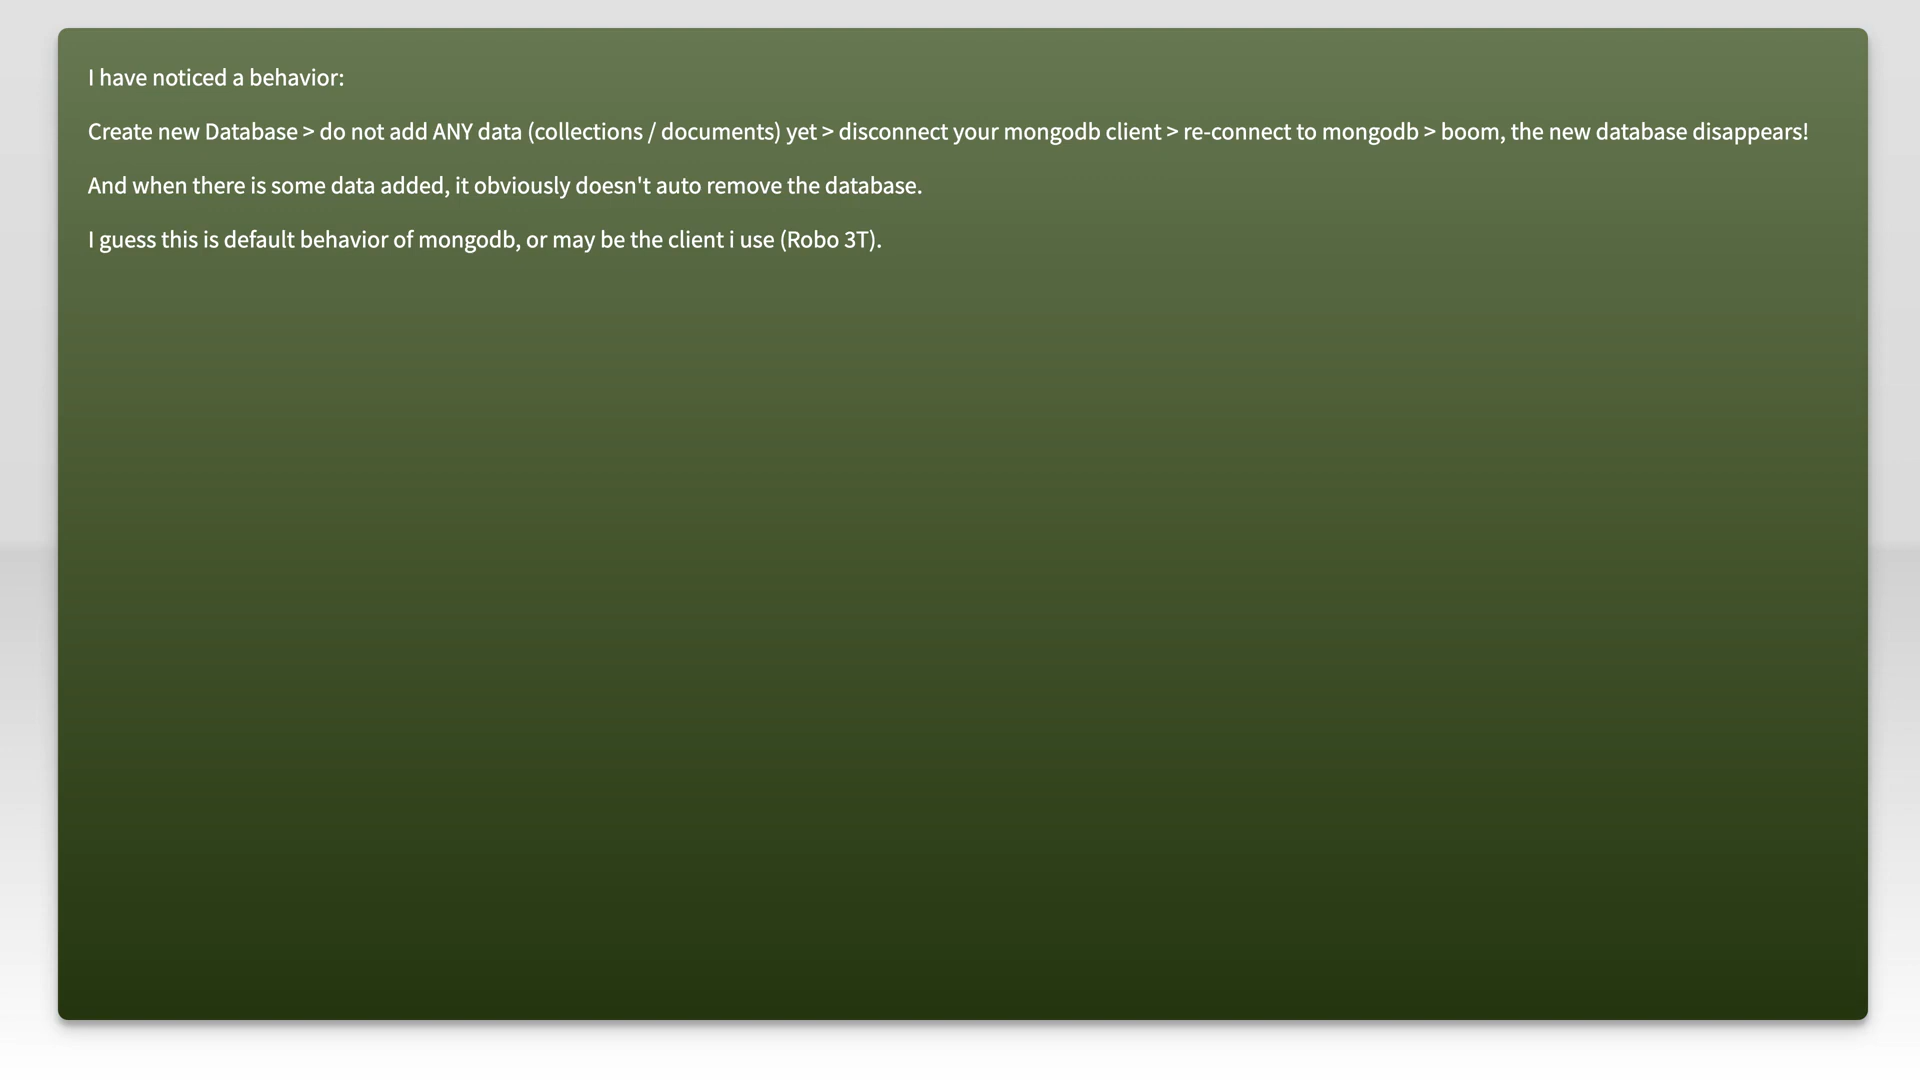 I have noticed a behavior:
Create new Database > do not add ANY data (collections / documents) yet > disconnect your mongodb client > re-connect to mongodb > boom, the new database disappears!
And when there is some data added, it obviously doesn't auto remove the database.
I guess this is default behavior of mongodb, or may be the client i use (Robo 3T).